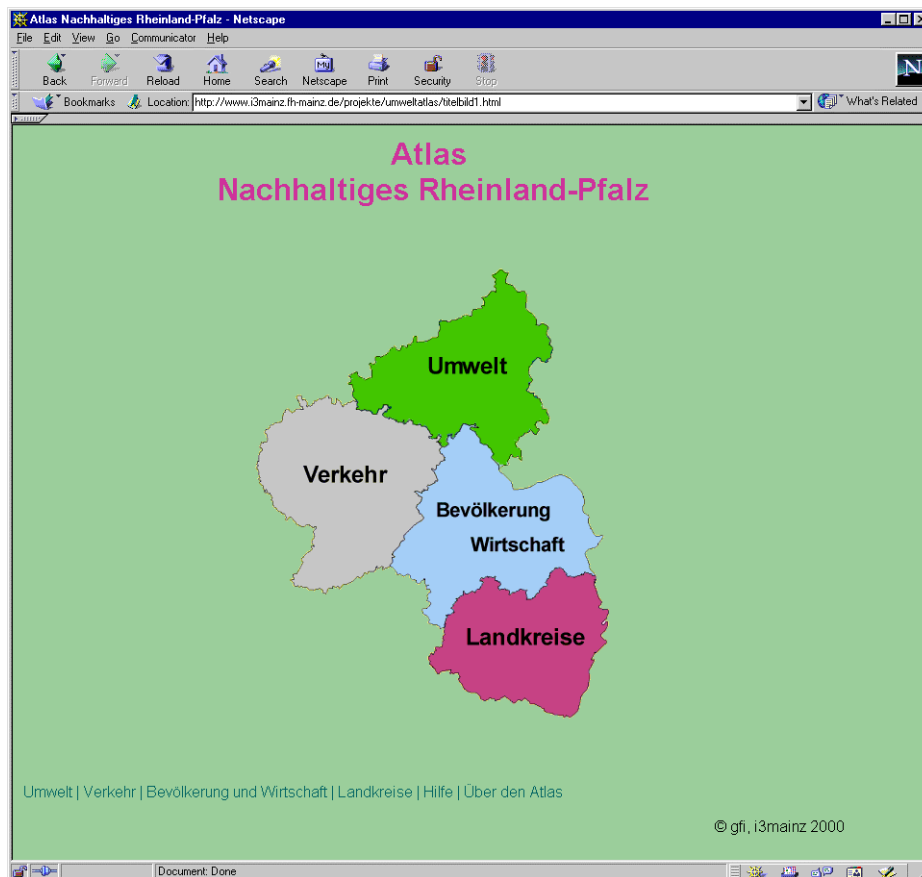 Atlas Nachhaltiges Rheinland-Pfalz - Netscape
File Edit View Go Communicator Help
Back Forward Reload Home Search Netscape Print Security Stop
Bookmarks Location: http://www.i3mainz.fh-mainz.de/projekte/umweltatlas/titelbild1.html What's Related
Atlas
Nachhaltiges Rheinland-Pfalz
Umwelt
Verkehr
Bevölkerung
Wirtschaft
Landkreise
Umwelt | Verkehr | Bevölkerung und Wirtschaft | Landkreise | Hilfe | Über den Atlas
© gfi, i3mainz 2000
Document: Done